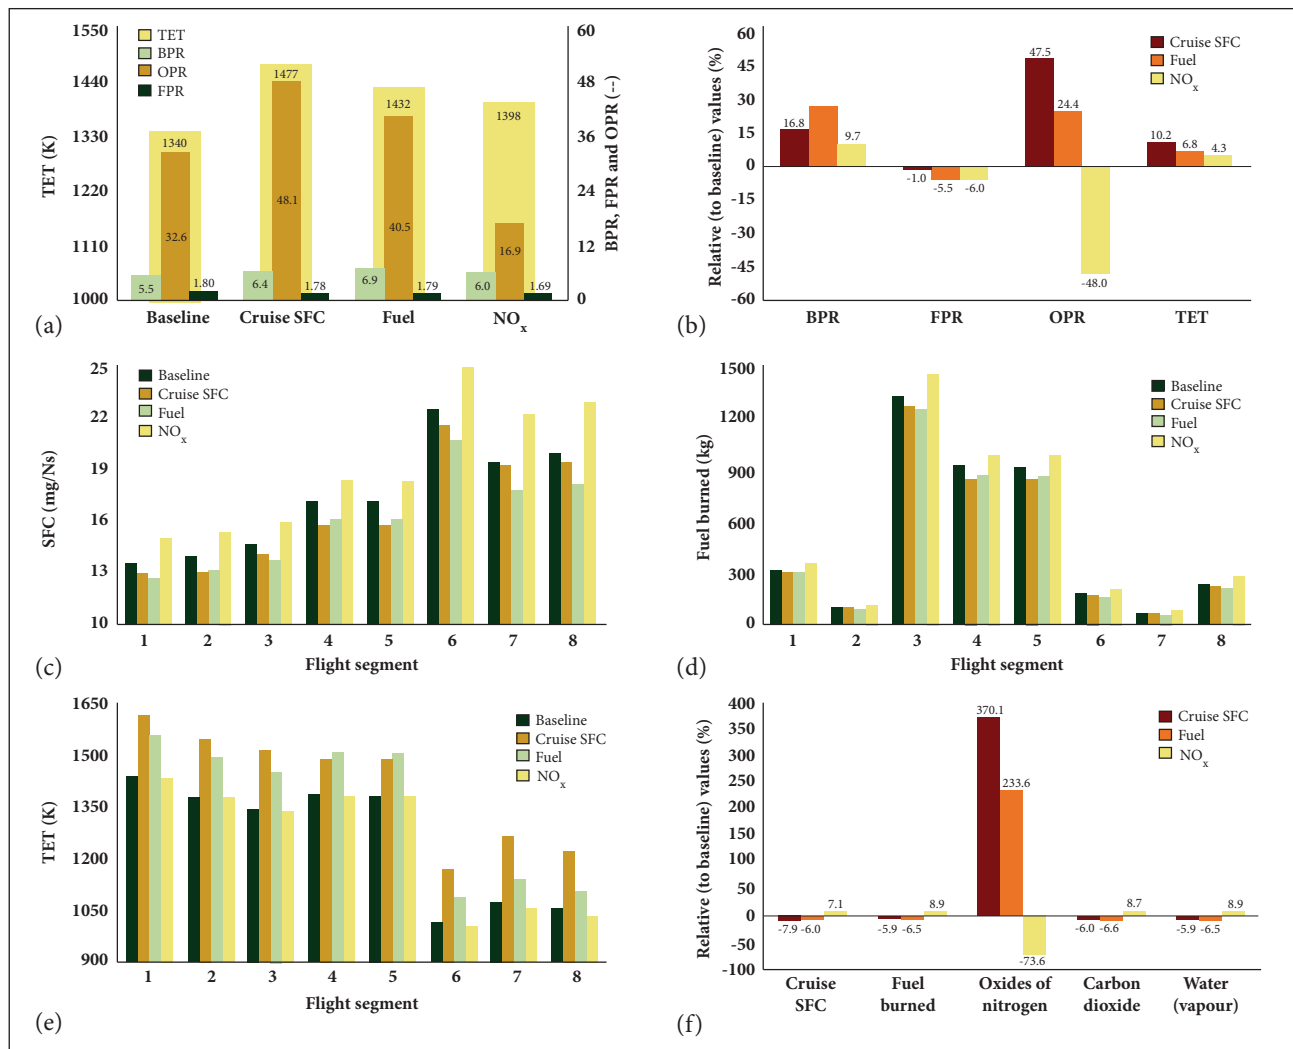 1550
1440
1330
1220
1110
1000
TET (K)
TET
BPR
OPR
FPR
1340
32.6
5.5
1.80
1477
48.1
6.4
1.78
1432
40.5
6.9
1.79
1398
16.9
6.0
1.69
60
48
36
24
12
0
BPR, FPR and OPR (--)
Baseline
Cruise SFC
Fuel
NOx
(a)
60
45
30
15
0
-15
-30
-45
-60
Relative (to baseline) values (%)
Cruise SFC
Fuel
NOx
16.8
9.7
-1.0
-5.5
-6.0
47.5
24.4
-48.0
10.2
6.8
4.3
BPR
FPR
OPR
TET
(b)
25
22
19
16
13
10
SFC (mg/Ns)
Baseline
Cruise SFC
Fuel
NOx
1 2 3 4 5 6 7 8
Flight segment
(c)
1500
1200
900
600
300
0
Fuel burned (kg)
Baseline
Cruise SFC
Fuel
NOx
1 2 3 4 5 6 7 8
Flight segment
(d)
1650
1500
1350
1200
1050
900
TET (K)
Baseline
Cruise SFC
Fuel
NOx
1 2 3 4 5 6 7 8
Flight segment
(e)
400
350
300
250
200
150
100
50
0
-50
-100
Relative (to baseline) values (%)
Cruise SFC
Fuel
NOx
-7.9 -6.0
7.1
-5.9 -6.5
8.9
370.1
233.6
-73.6
-6.0 -6.6
8.7
-5.9 -6.5
8.9
Cruise
SFC
Fuel
burned
Oxides of
nitrogen
Carbon
dioxide
Water
(vapour)
(f)